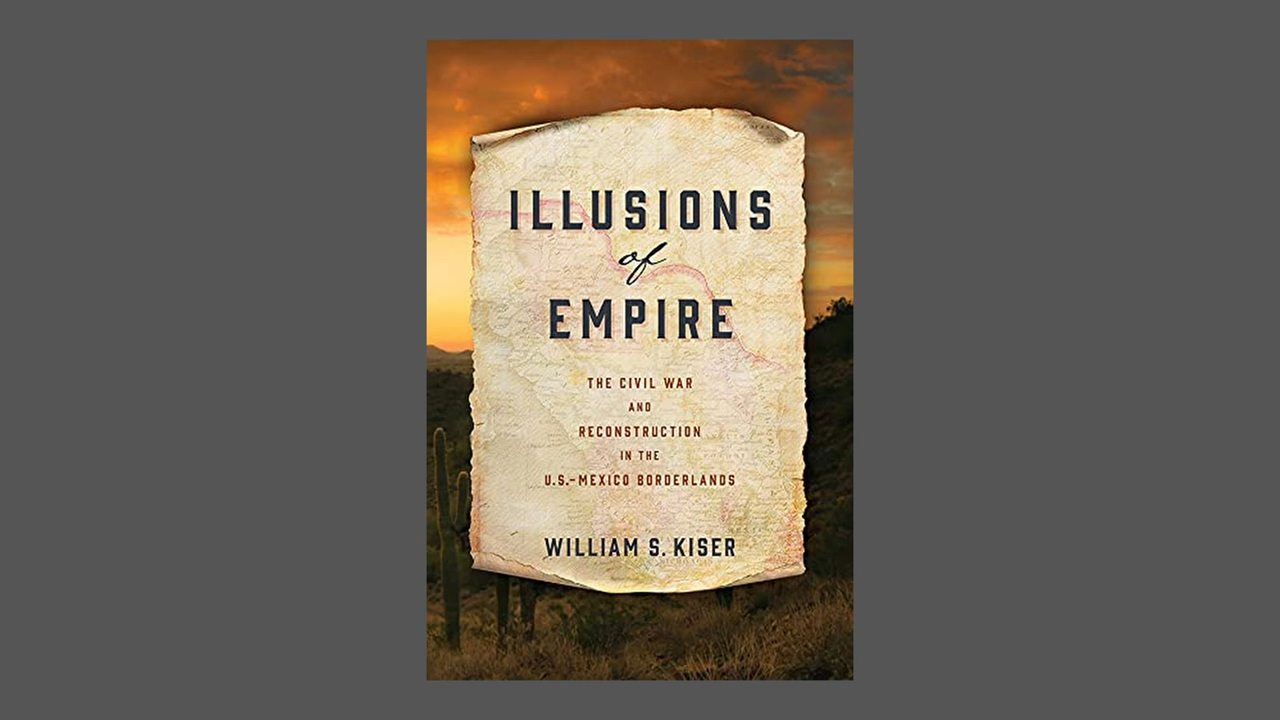 ILLUSIONS
of
EMPIRE
THE CIVIL WAR
AND
RECONSTRUCTION
IN THE
U.S.-MEXICO BORDERLANDS
WILLIAM S. KISER